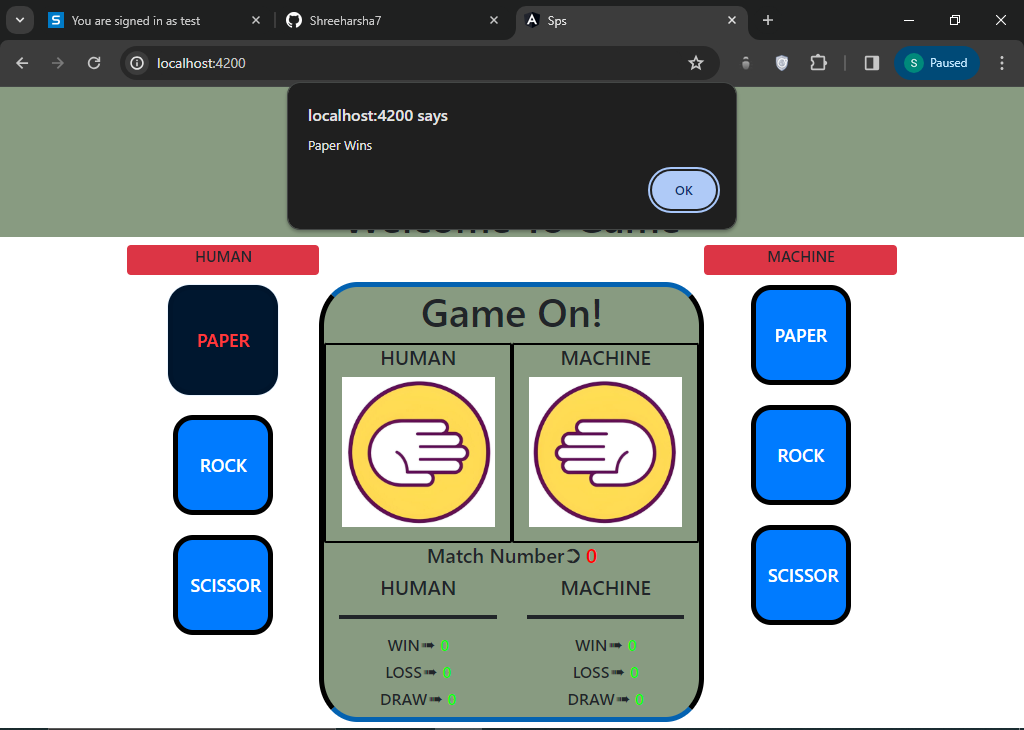 You are signed in as test
Shreeharsha7
Sps
localhost:4200
S Paused
localhost:4200 says
Paper Wins
OK
Welcome To Game
HUMAN
MACHINE
Game On!
PAPER
HUMAN
MACHINE
PAPER
ROCK
ROCK
SCISSOR
SCISSOR
Match Number➲ 0
HUMAN
MACHINE
WIN➠ 0
WIN➠ 0
LOSS➠ 0
LOSS➠ 0
DRAW➠ 0
DRAW➠ 0